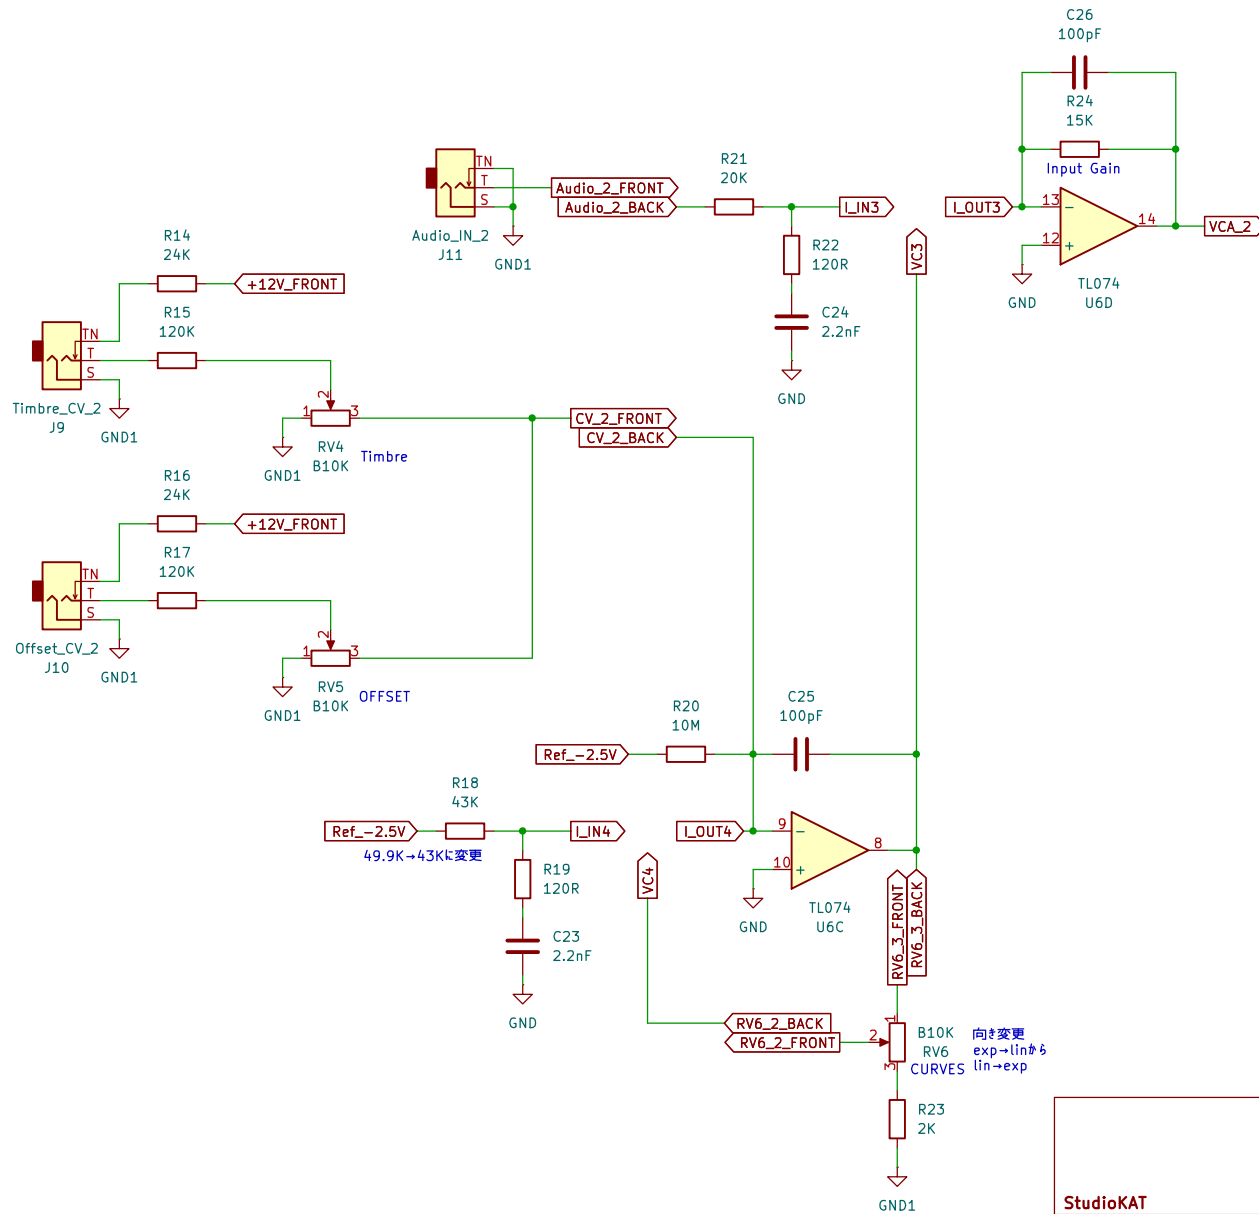 C26
100pF
R24
15K
Input Gain
I_OUT3
13
12
14
VCA_2
TL074
U6D
GND
TN
T
S
Audio_IN_2
J11
GND1
Audio_2_FRONT
Audio_2_BACK
R21
20K
I_IN3
R22
120R
C24
2.2nF
GND
VC3
R14
24K
+12V_FRONT
R15
120K
TN
T
S
Timbre_CV_2
J9
GND1
1
2
3
GND1
RV4
B10K
Timbre
CV_2_FRONT
CV_2_BACK
R16
24K
+12V_FRONT
R17
120K
TN
T
S
Offset_CV_2
J10
GND1
1
2
3
GND1
RV5
B10K
OFFSET
R20
10M
Ref_-2.5V
C25
100pF
R18
43K
Ref_-2.5V
I_IN4
49.9K→43Kに変更
R19
120R
C23
2.2nF
GND
I_OUT4
9
10
8
TL074
U6C
GND
VC4
RV6_3_FRONT
RV6_3_BACK
RV6_2_BACK
RV6_2_FRONT
1
2
3
B10K
RV6
CURVES
向き変更
exp→linから
lin→exp
R23
2K
GND1
StudioKAT